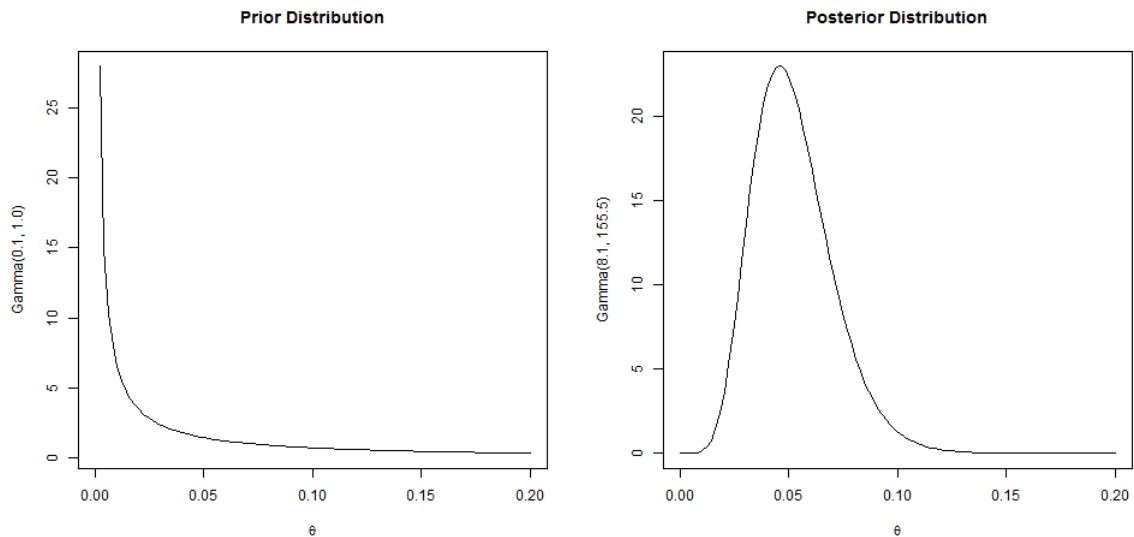 Prior Distribution
Gamma(0.1, 1.0)
25
20
15
10
5
0
0.00 0.05 0.10 0.15 0.20
θ
Posterior Distribution
Gamma(8.1, 155.5)
20
15
10
5
0
0.00 0.05 0.10 0.15 0.20
θ